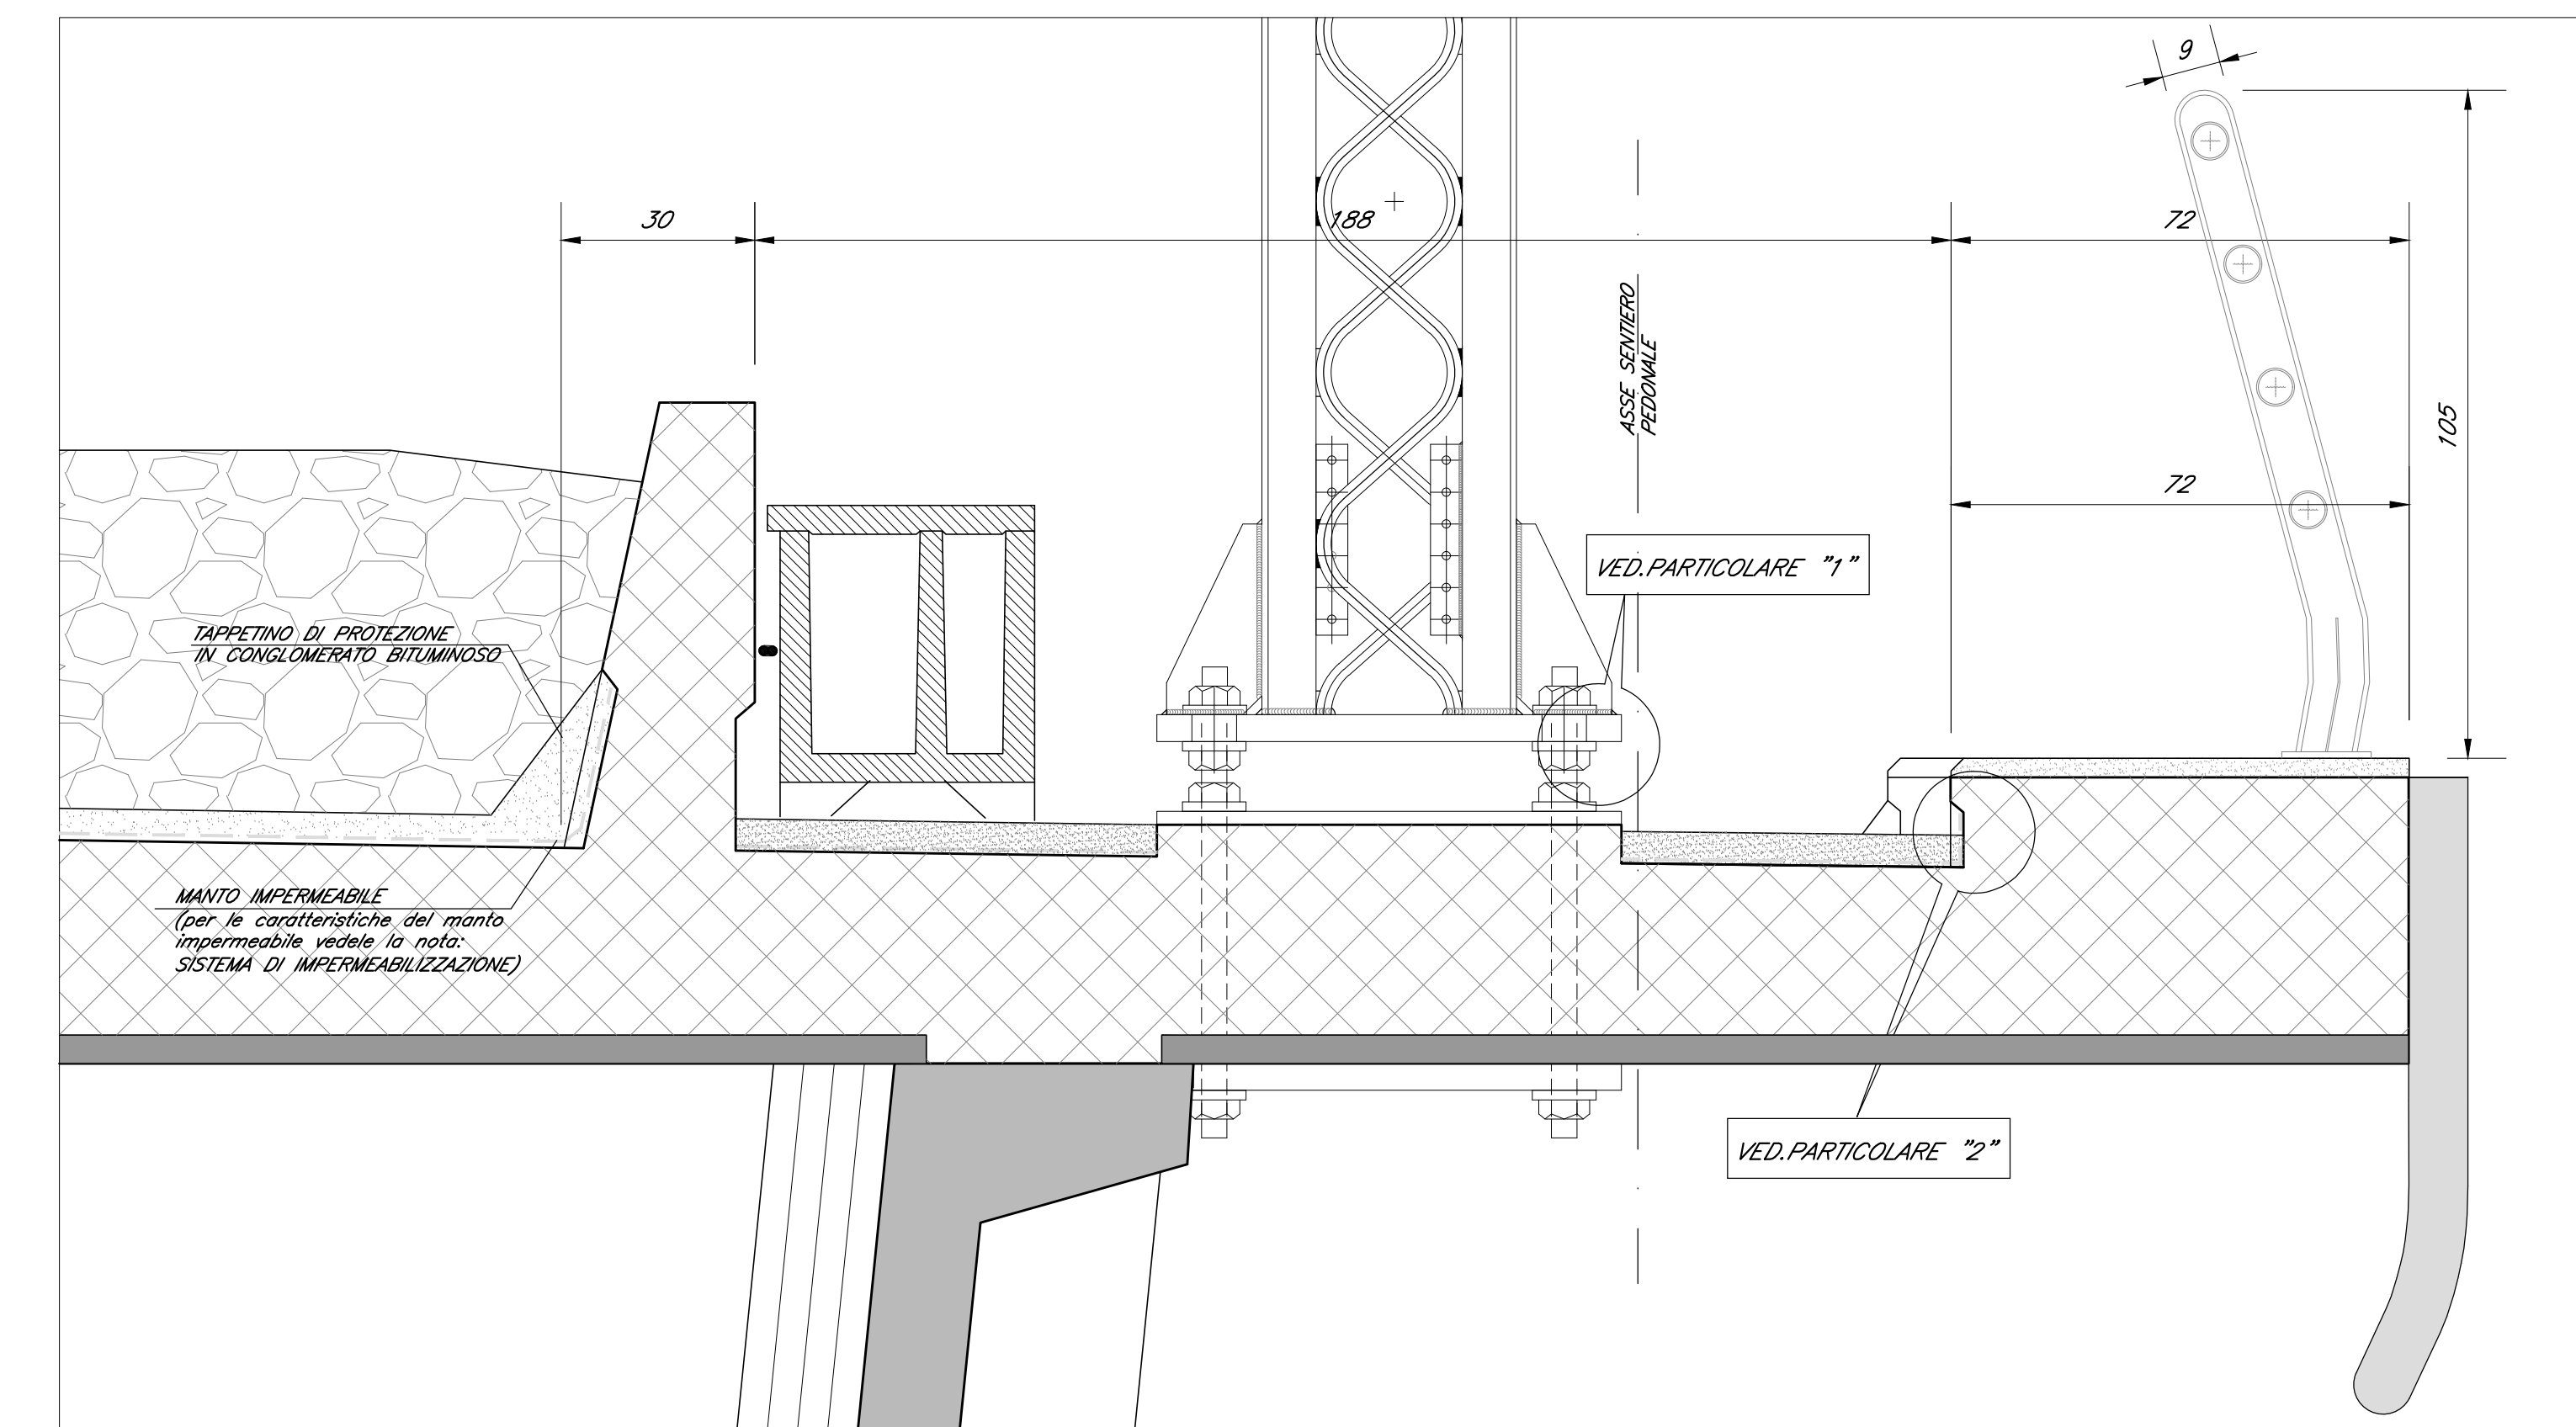 9
30
188
72
ASSE SENTIERO
PEDONALE
105
72
VED.PARTICOLARE "1"
TAPPETINO DI PROTEZIONE
IN CONGLOMERATO BITUMINOSO
MANTO IMPERMEABILE
(per le caratteristiche del manto
impermeabile vedele la nota:
SISTEMA DI IMPERMEABILIZZAZIONE)
VED.PARTICOLARE "2"